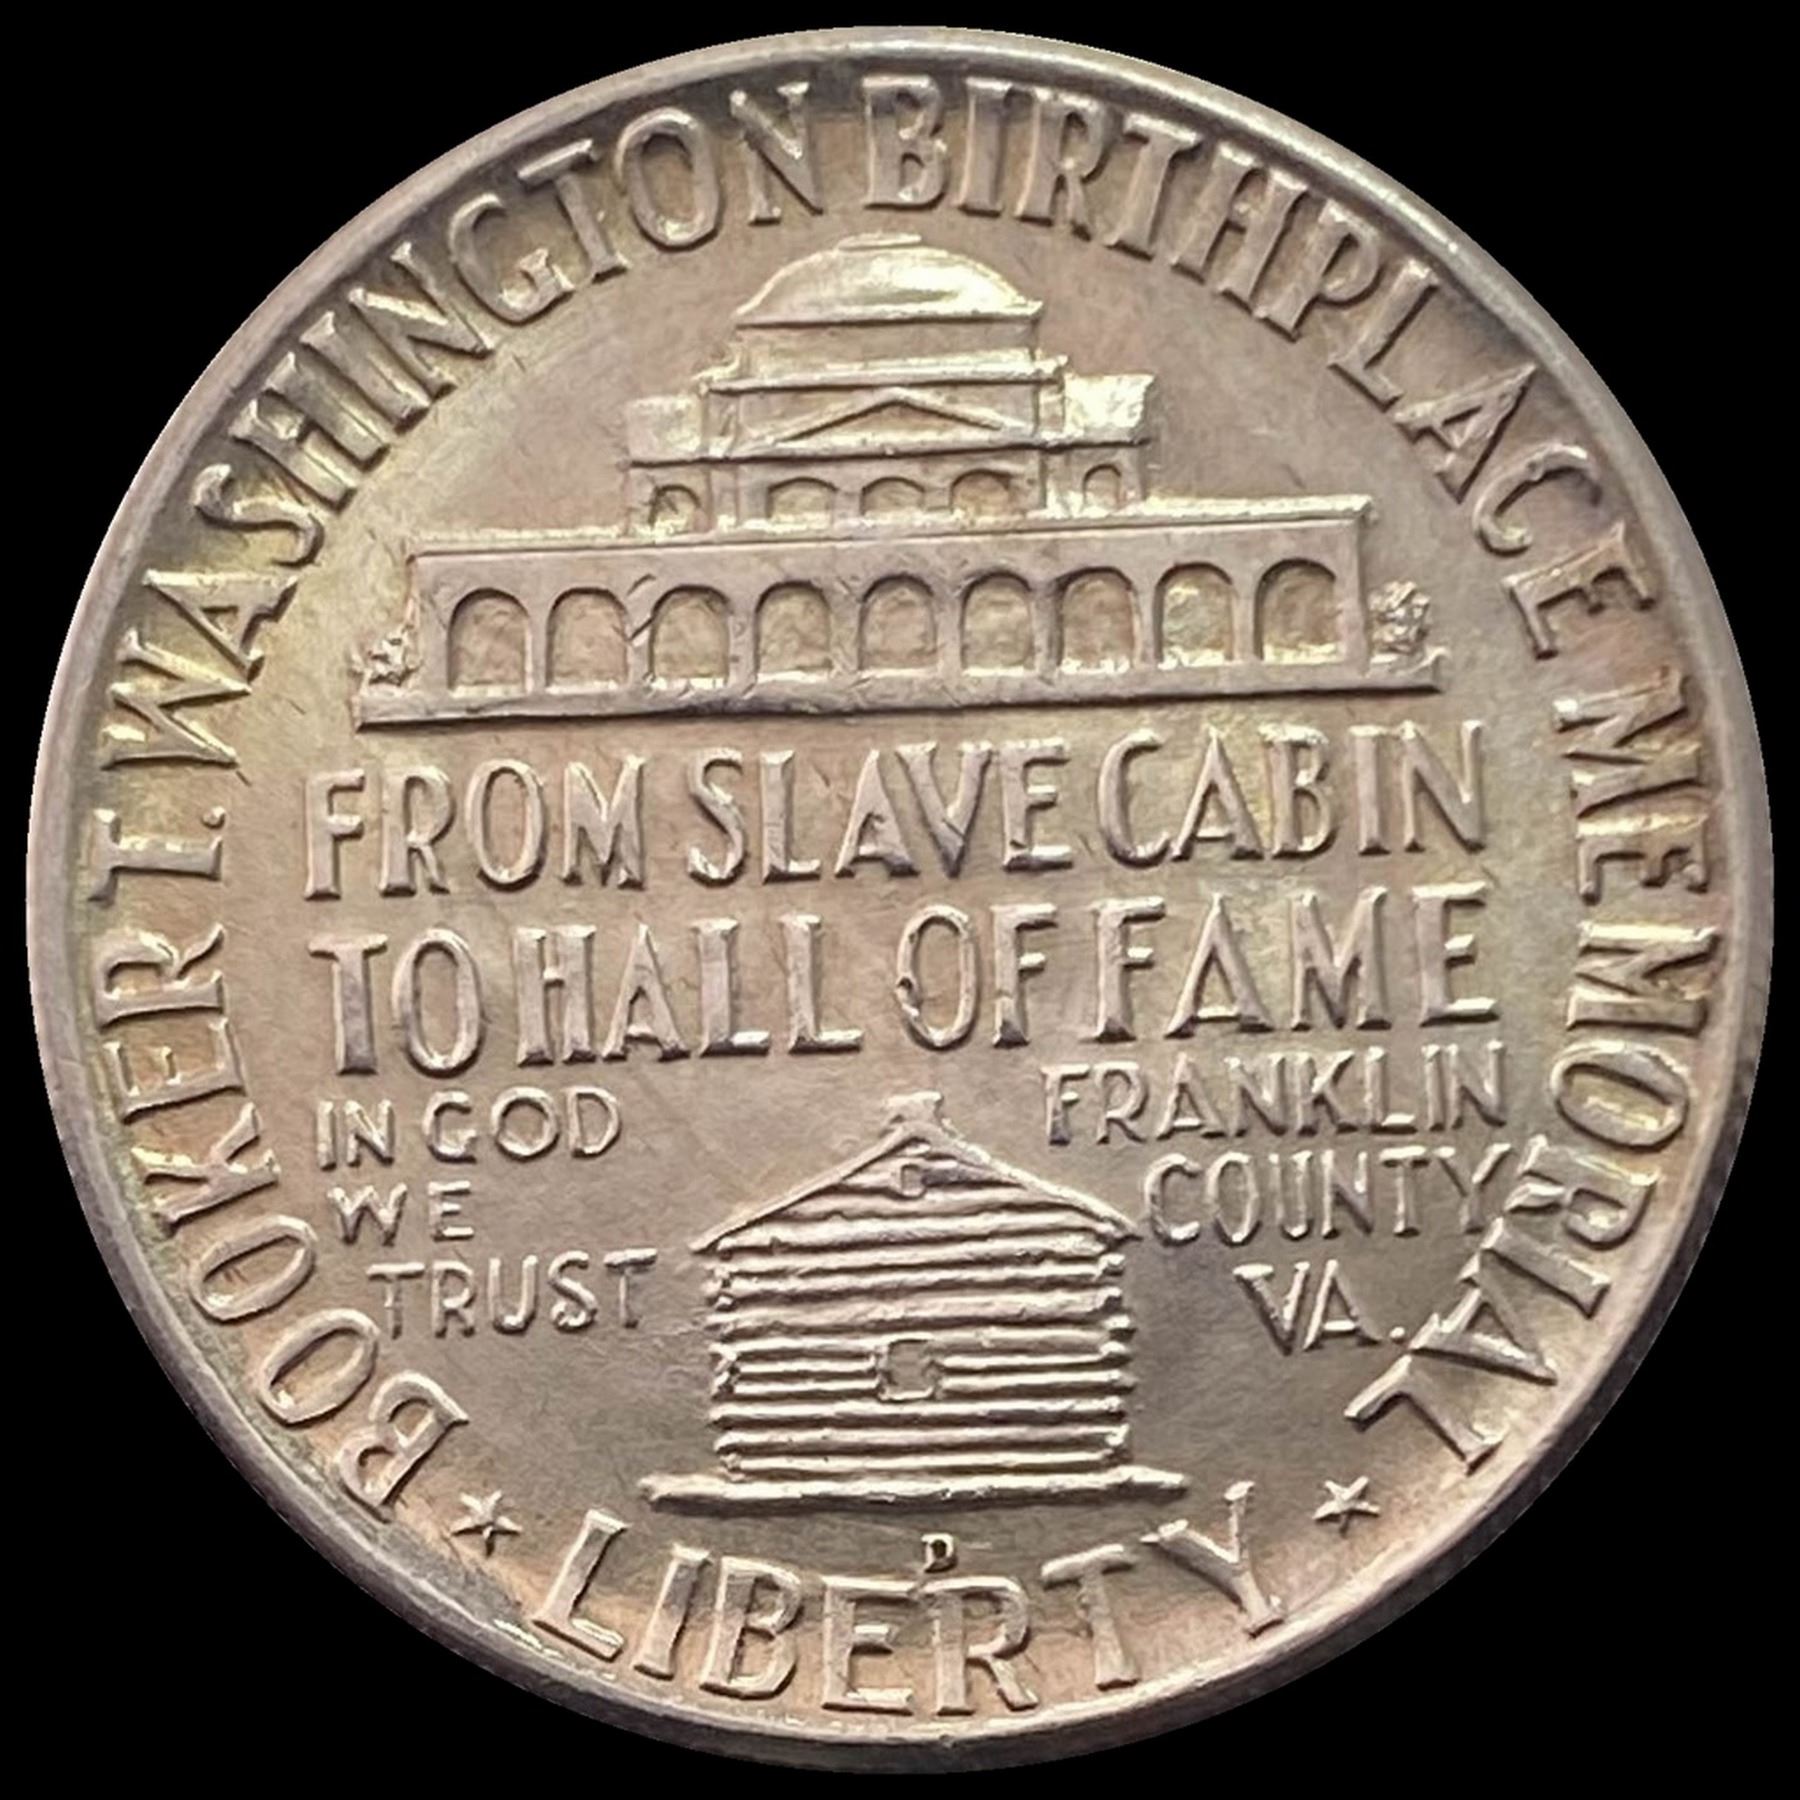 BOOKER T. WASHINGTON BIRTHPLACE MEMORIAL
FROM SLAVE CABIN
TO HALL OF FAME
IN GOD
WE
TRUST
FRANKLIN
COUNTY
VA.
D
LIBERTY